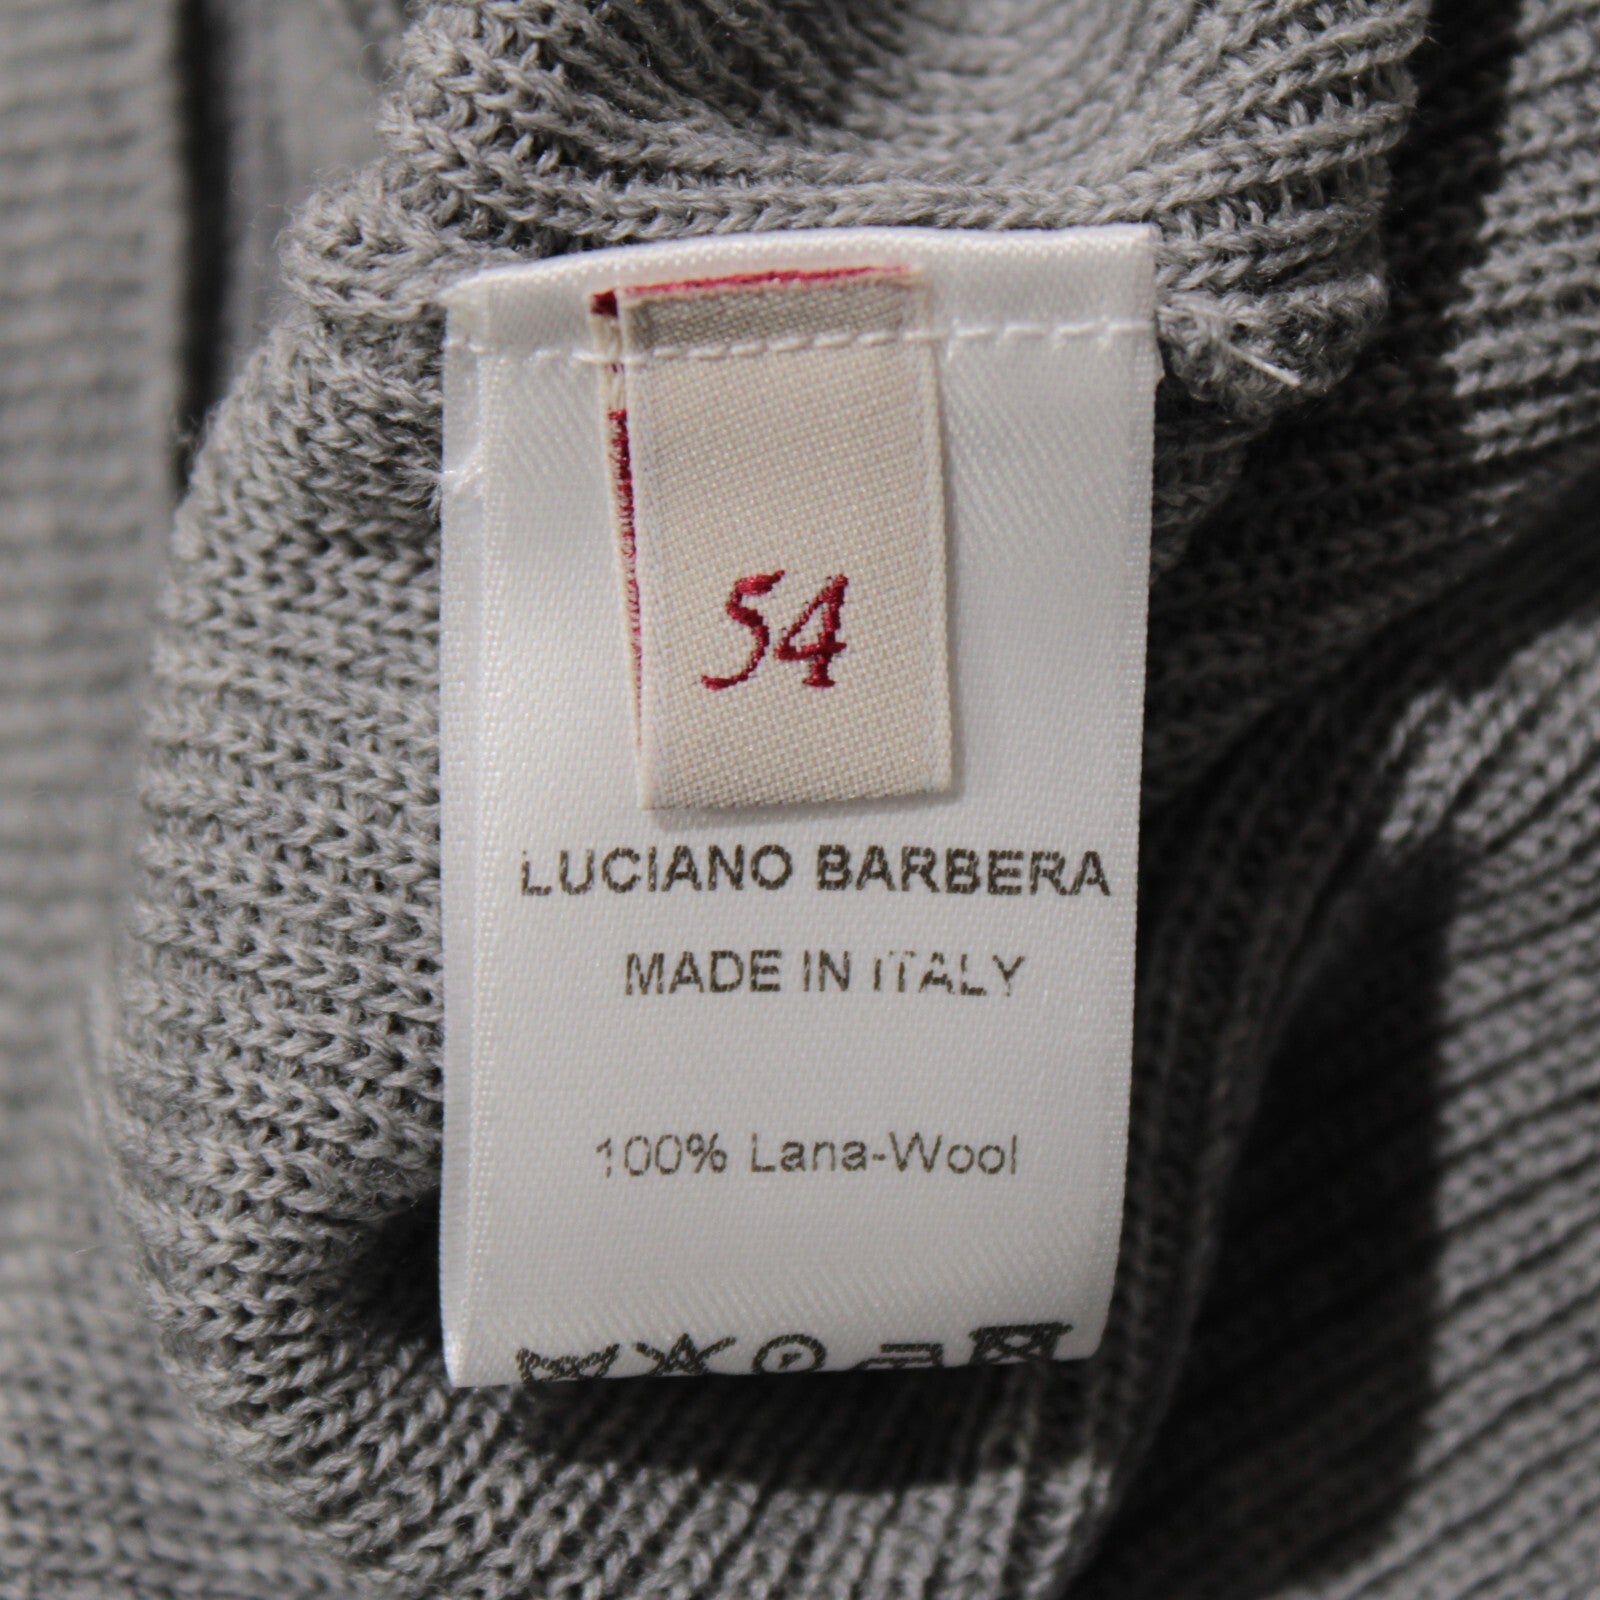 54
LUCIANO BARBERA
MADE IN ITALY
100% Lana-Wool